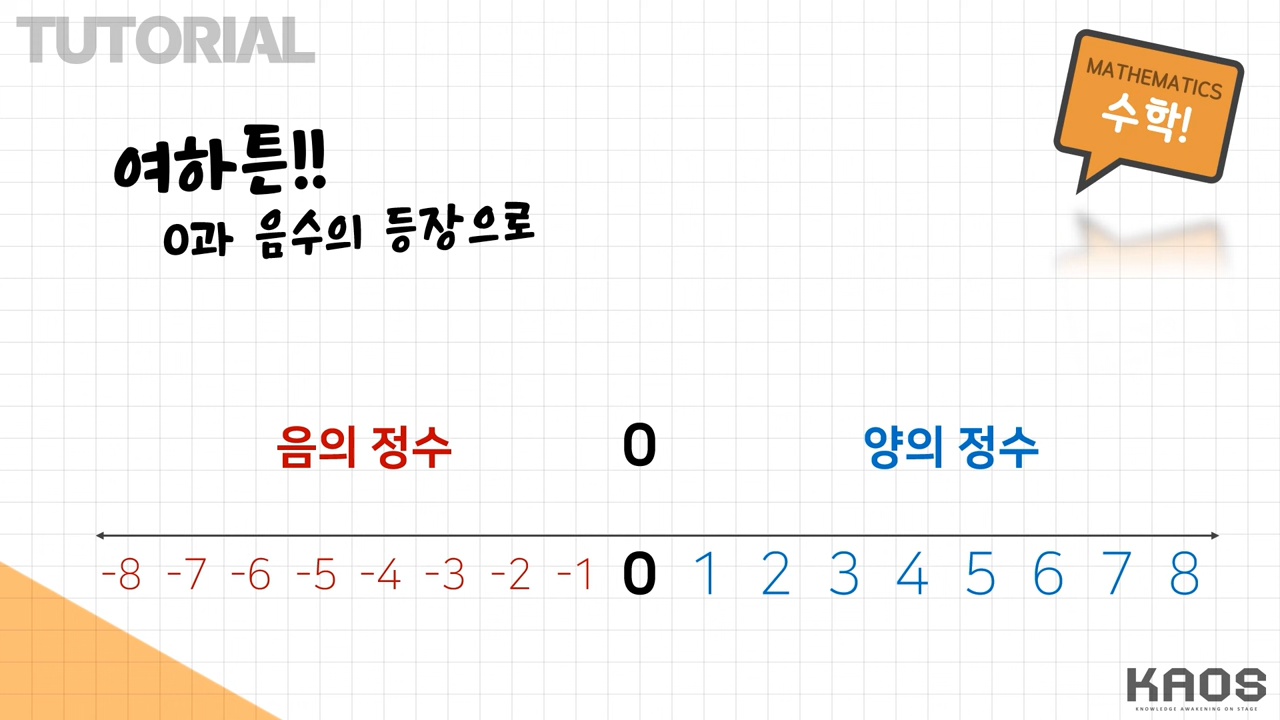 TUTORIAL
MATHEMATICS
수학!
여하튼!!
0과 음수의 등장으로
음의 정수 0 양의 정수
-8 -7 -6 -5 -4 -3 -2 -1 0 1 2 3 4 5 6 7 8
KAOS
KNOWLEDGE AWAKENING ON STAGE